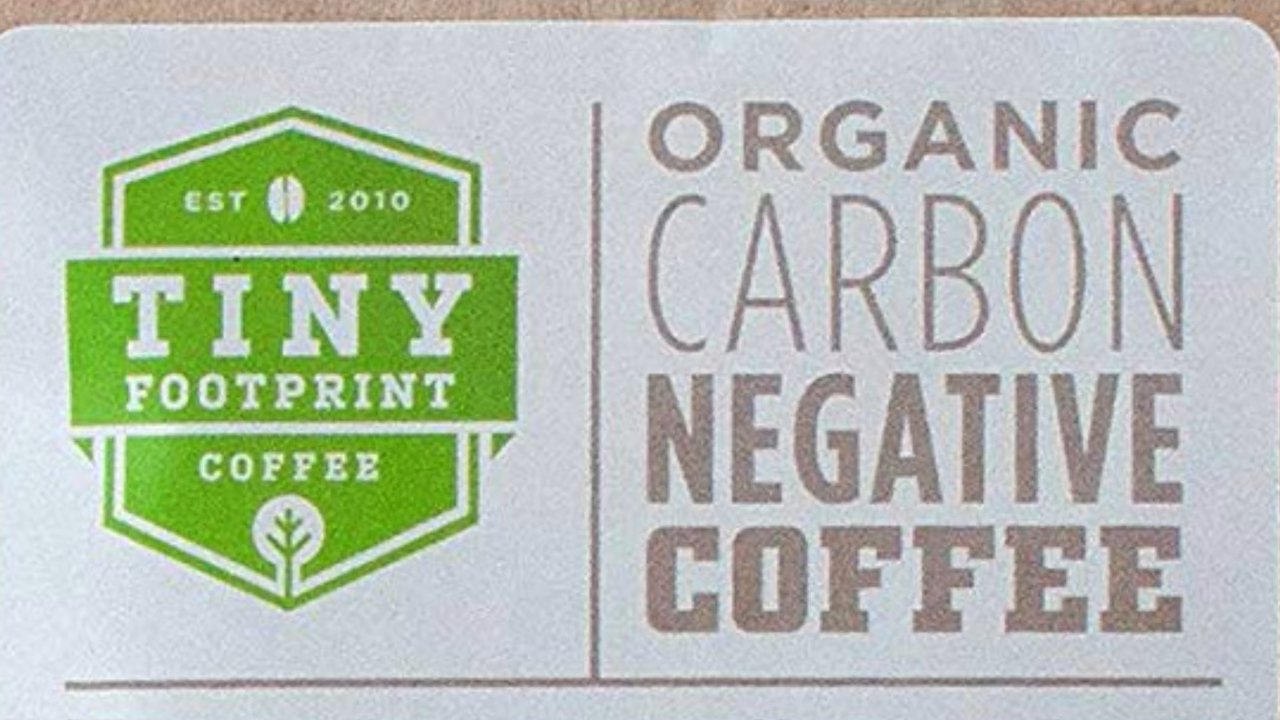 EST 2010
TINY
FOOTPRINT
COFFEE
ORGANIC
CARBON
NEGATIVE
COFFEE